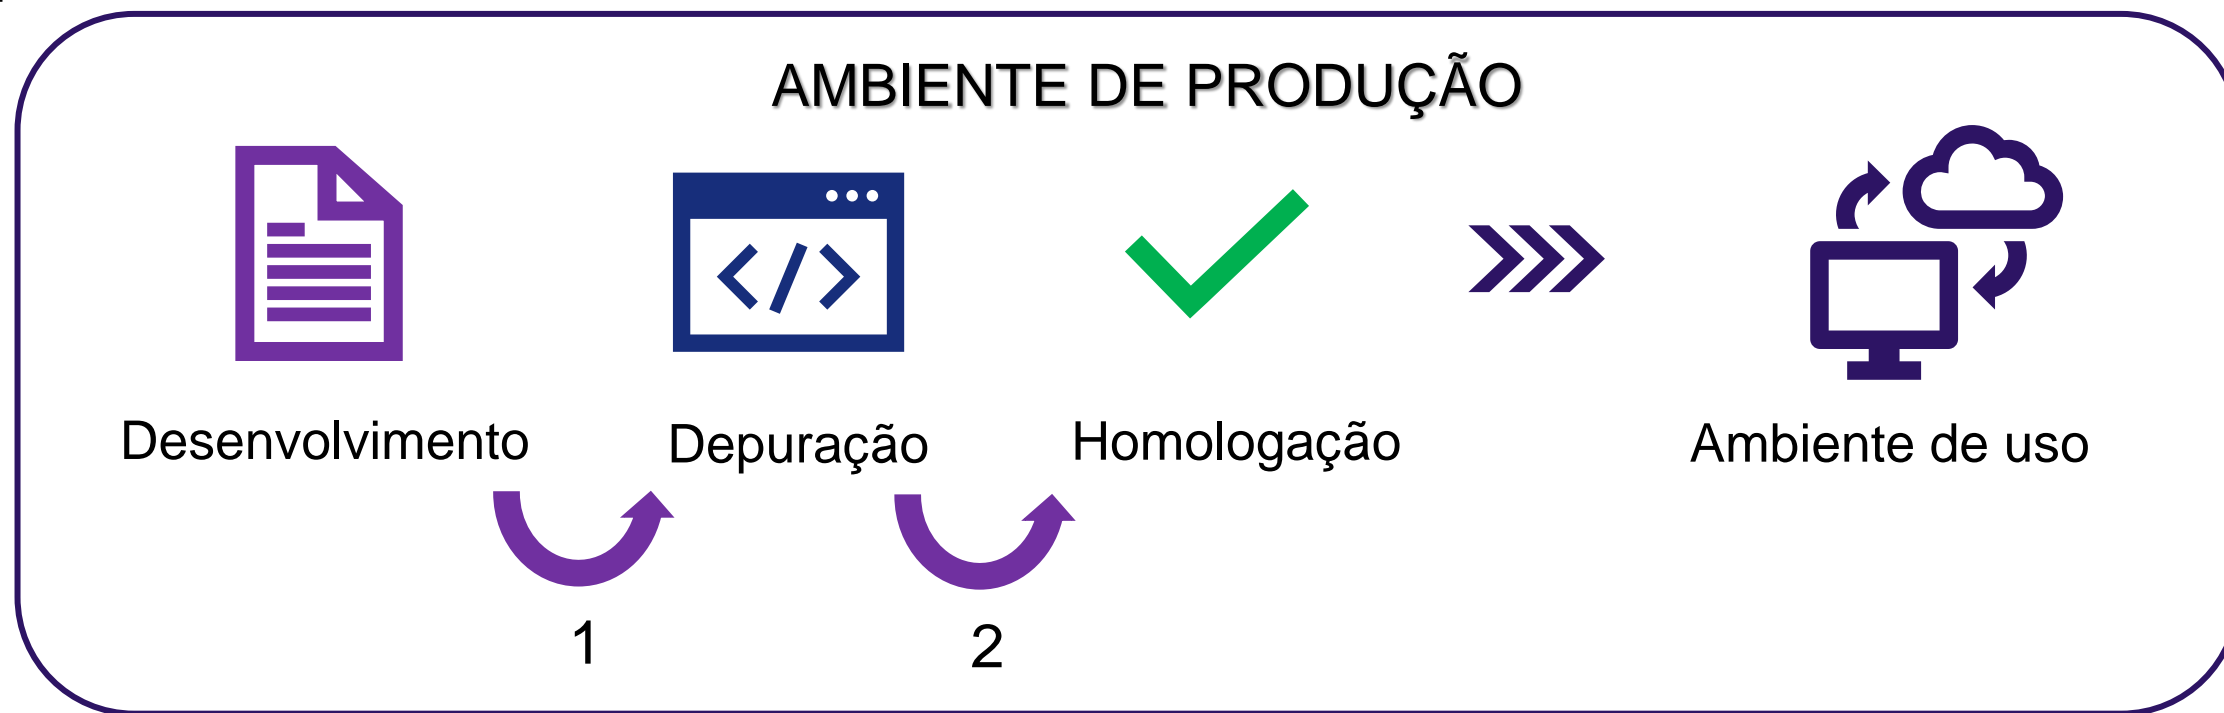 AMBIENTE DE PRODUÇÃO
Desenvolvimento
Depuração
Homologação
Ambiente de uso
1
2